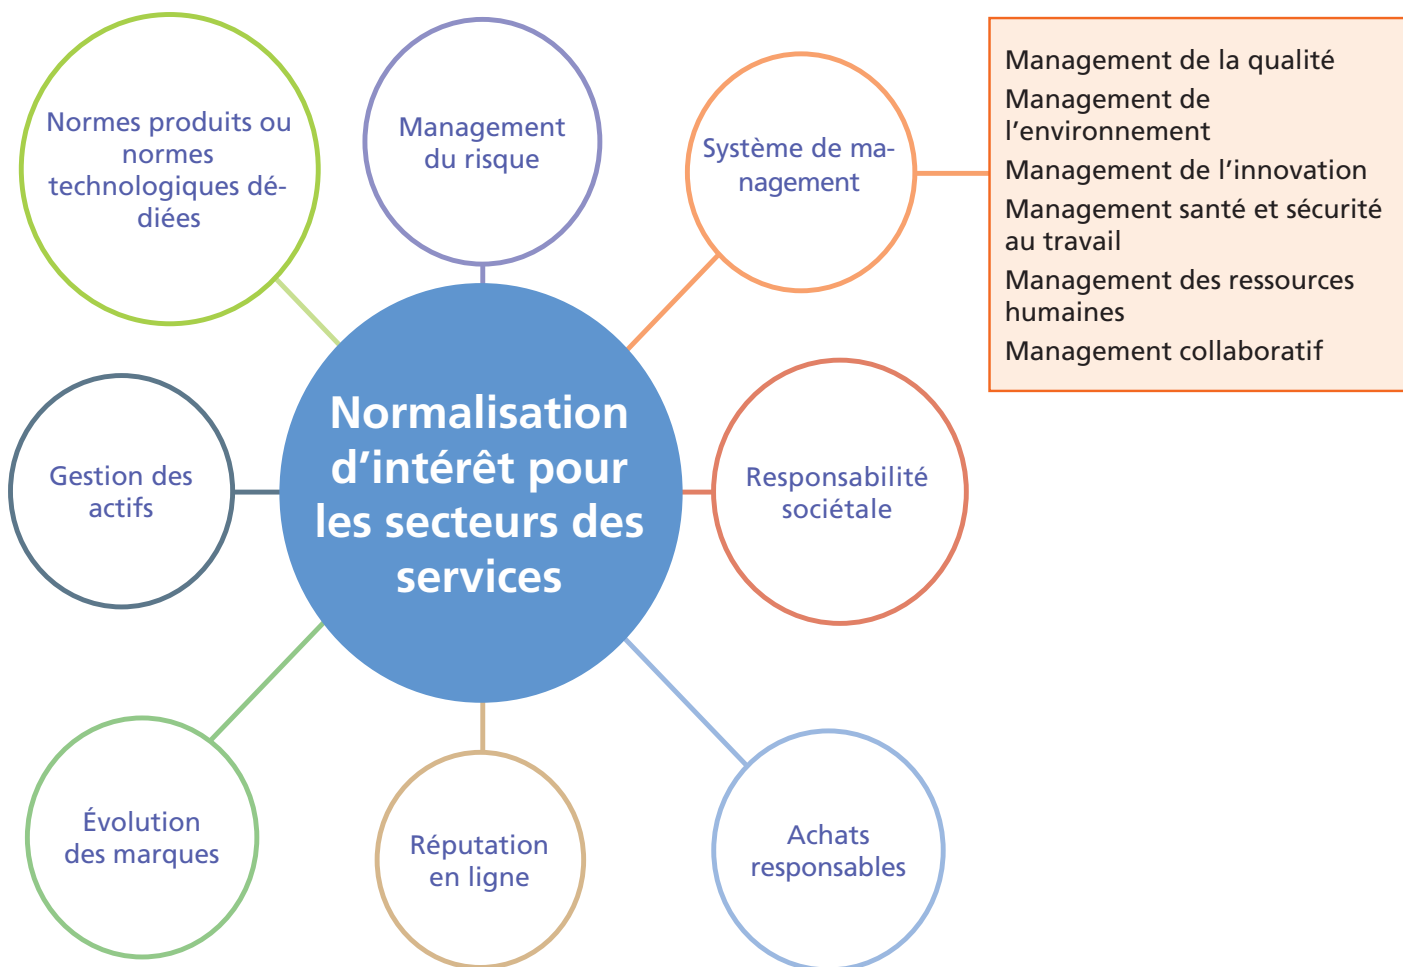 Normes produits ou
normes
technologiques dé-
diées
Management
du risque
Système de ma-
nagement
Management de la qualité
Management de
l’environnement
Management de l’innovation
Management santé et sécurité
au travail
Management des ressources
humaines
Management collaboratif
Gestion des
actifs
Normalisation
d’intérêt pour
les secteurs des
services
Responsabilité
sociétale
Évolution
des marques
Réputation
en ligne
Achats
responsables